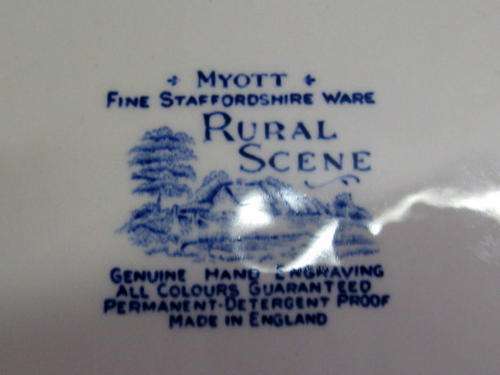 MYOTT
FINE STAFFORDSHIRE WARE
RURAL
SCENE
GENUINE HAND ENGRAVING
ALL COLOURS GUARANTEED
PERMANENT-DETERGENT PROOF
MADE IN ENGLAND